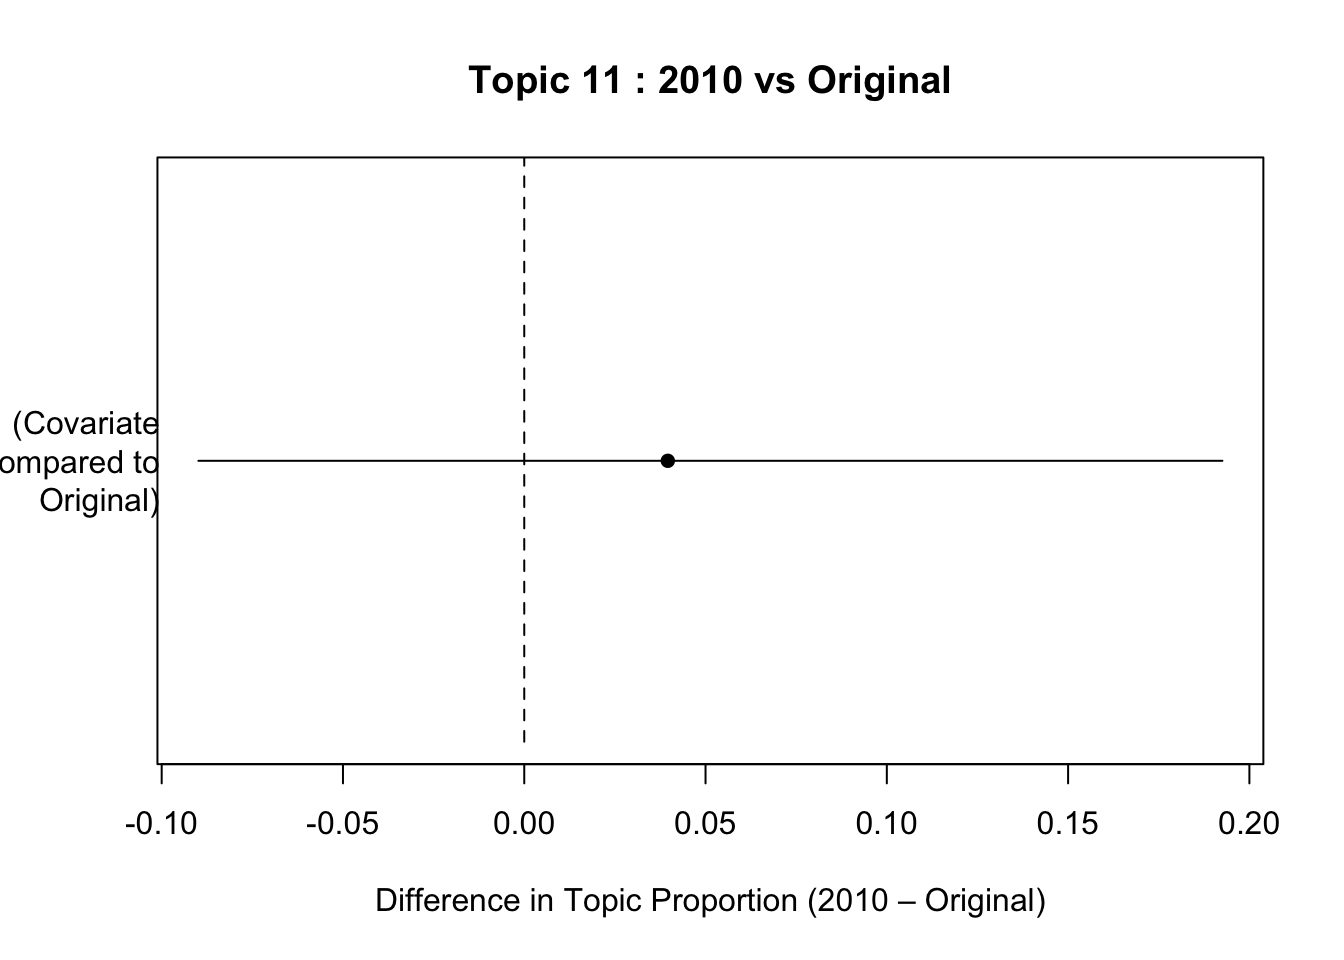 Topic 11 : 2010 vs Original
(Covariate
ompared to
Original)
-0.10 -0.05 0.00 0.05 0.10 0.15 0.20
Difference in Topic Proportion (2010 – Original)